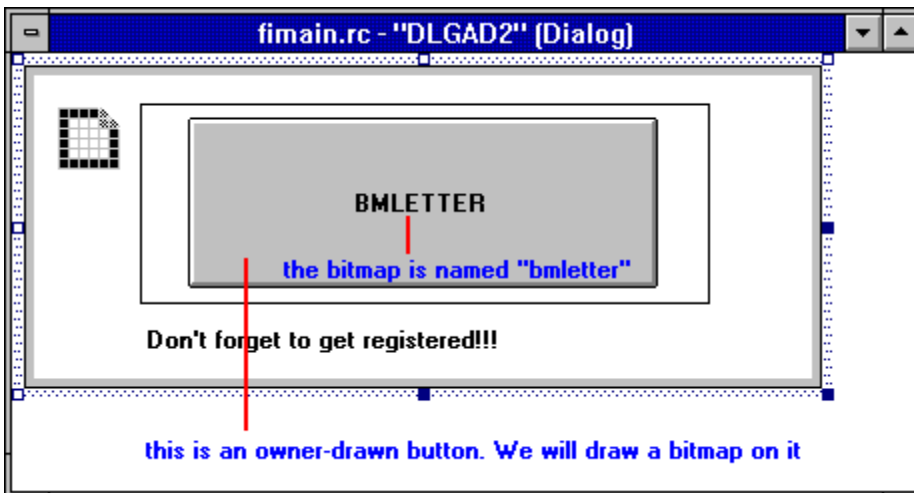 fimain.rc - "DLGAD2" (Dialog)
BMLETTER
the bitmap is named "bmletter"
Don't forget to get registered!!!
this is an owner-drawn button. We will draw a bitmap on it